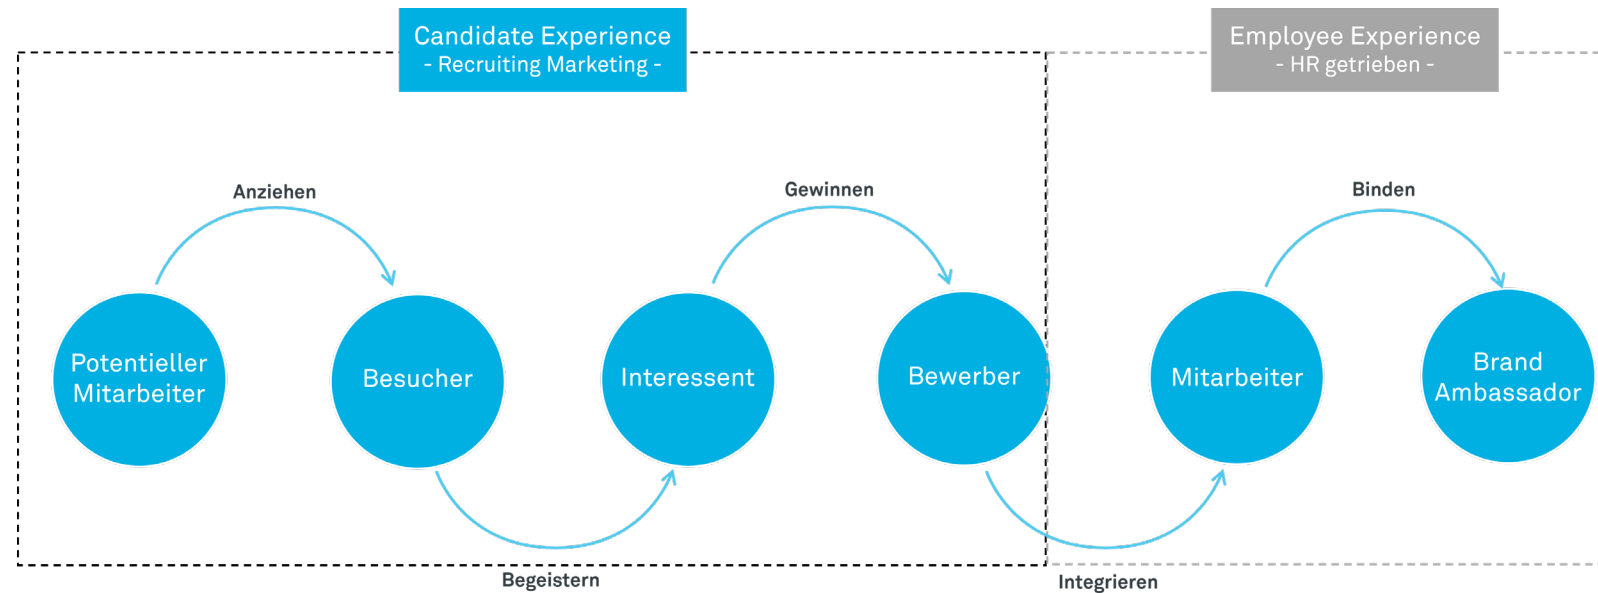 Candidate Experience
- Recruiting Marketing -
Employee Experience
- HR getrieben -
Anziehen
Gewinnen
Binden
Potentieller
Mitarbeiter
Besucher
Interessent
Bewerber
Mitarbeiter
Brand
Ambassador
Begeistern
Integrieren